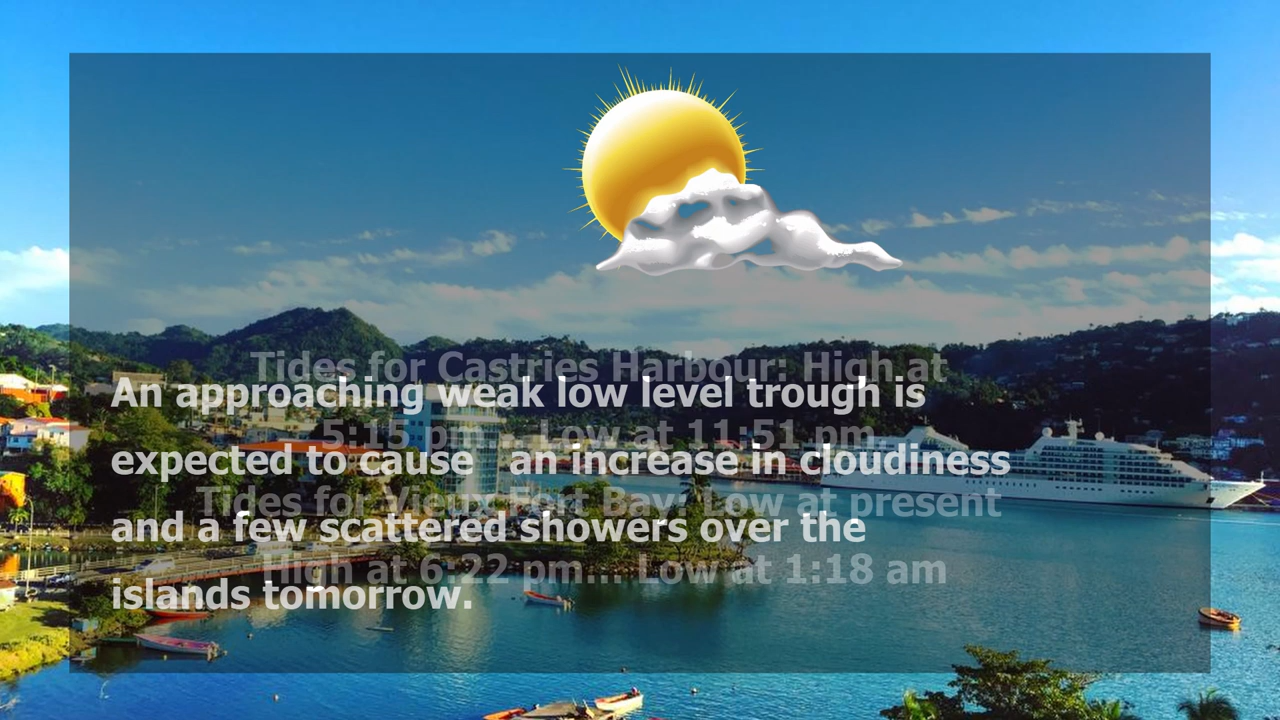 Tides for Castries Harbour: High at
An approaching weak low level trough is
5:15 pm... Low at 11:51 pm
expected to cause an increase in cloudiness
Tides for Vieux Fort Bay: Low at present
and a few scattered showers over the
High at 6:22 pm... Low at 1:18 am
islands tomorrow.